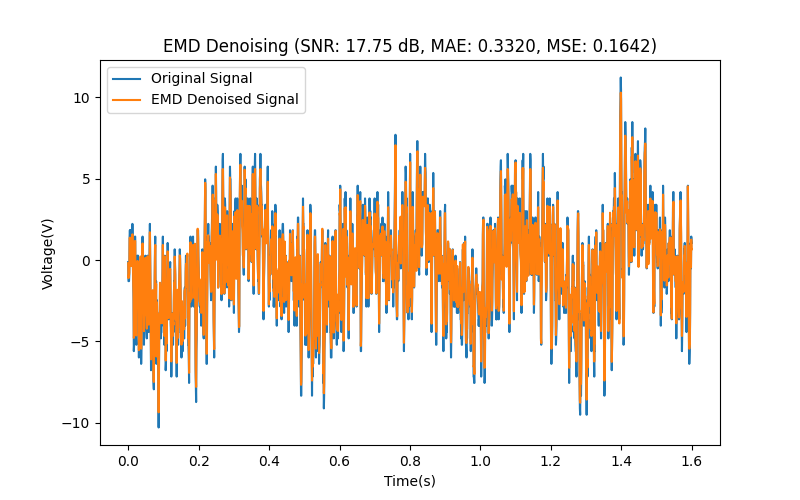 EMD Denoising (SNR: 17.75 dB, MAE: 0.3320, MSE: 0.1642)
Original Signal
EMD Denoised Signal
10
5
0
−5
−10
Voltage(V)
0.0 0.2 0.4 0.6 0.8 1.0 1.2 1.4 1.6
Time(s)